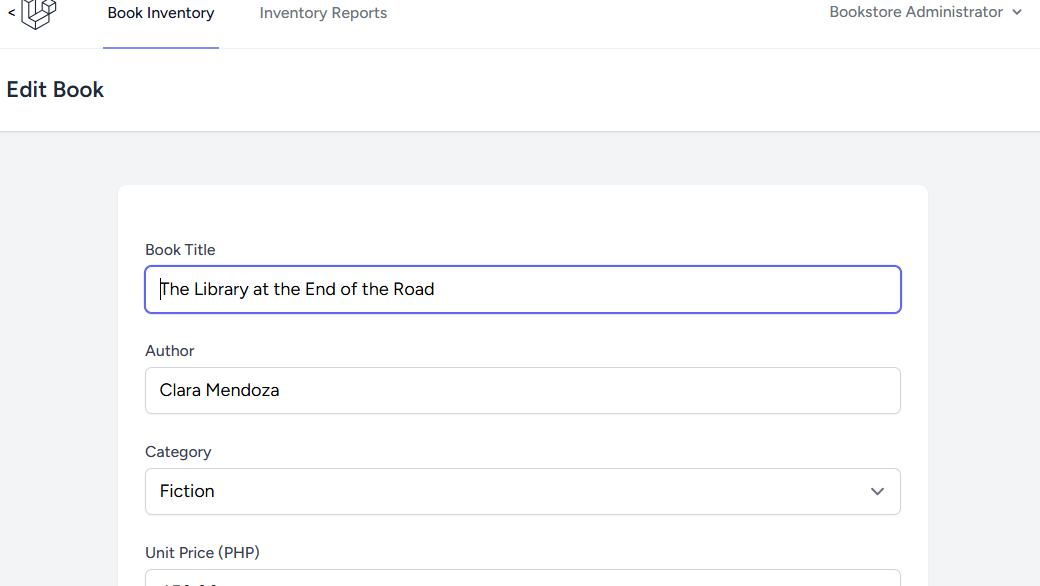 <
Book Inventory Inventory Reports Bookstore Administrator
Edit Book
Book Title
The Library at the End of the Road
Author
Clara Mendoza
Category
Fiction
Unit Price (PHP)